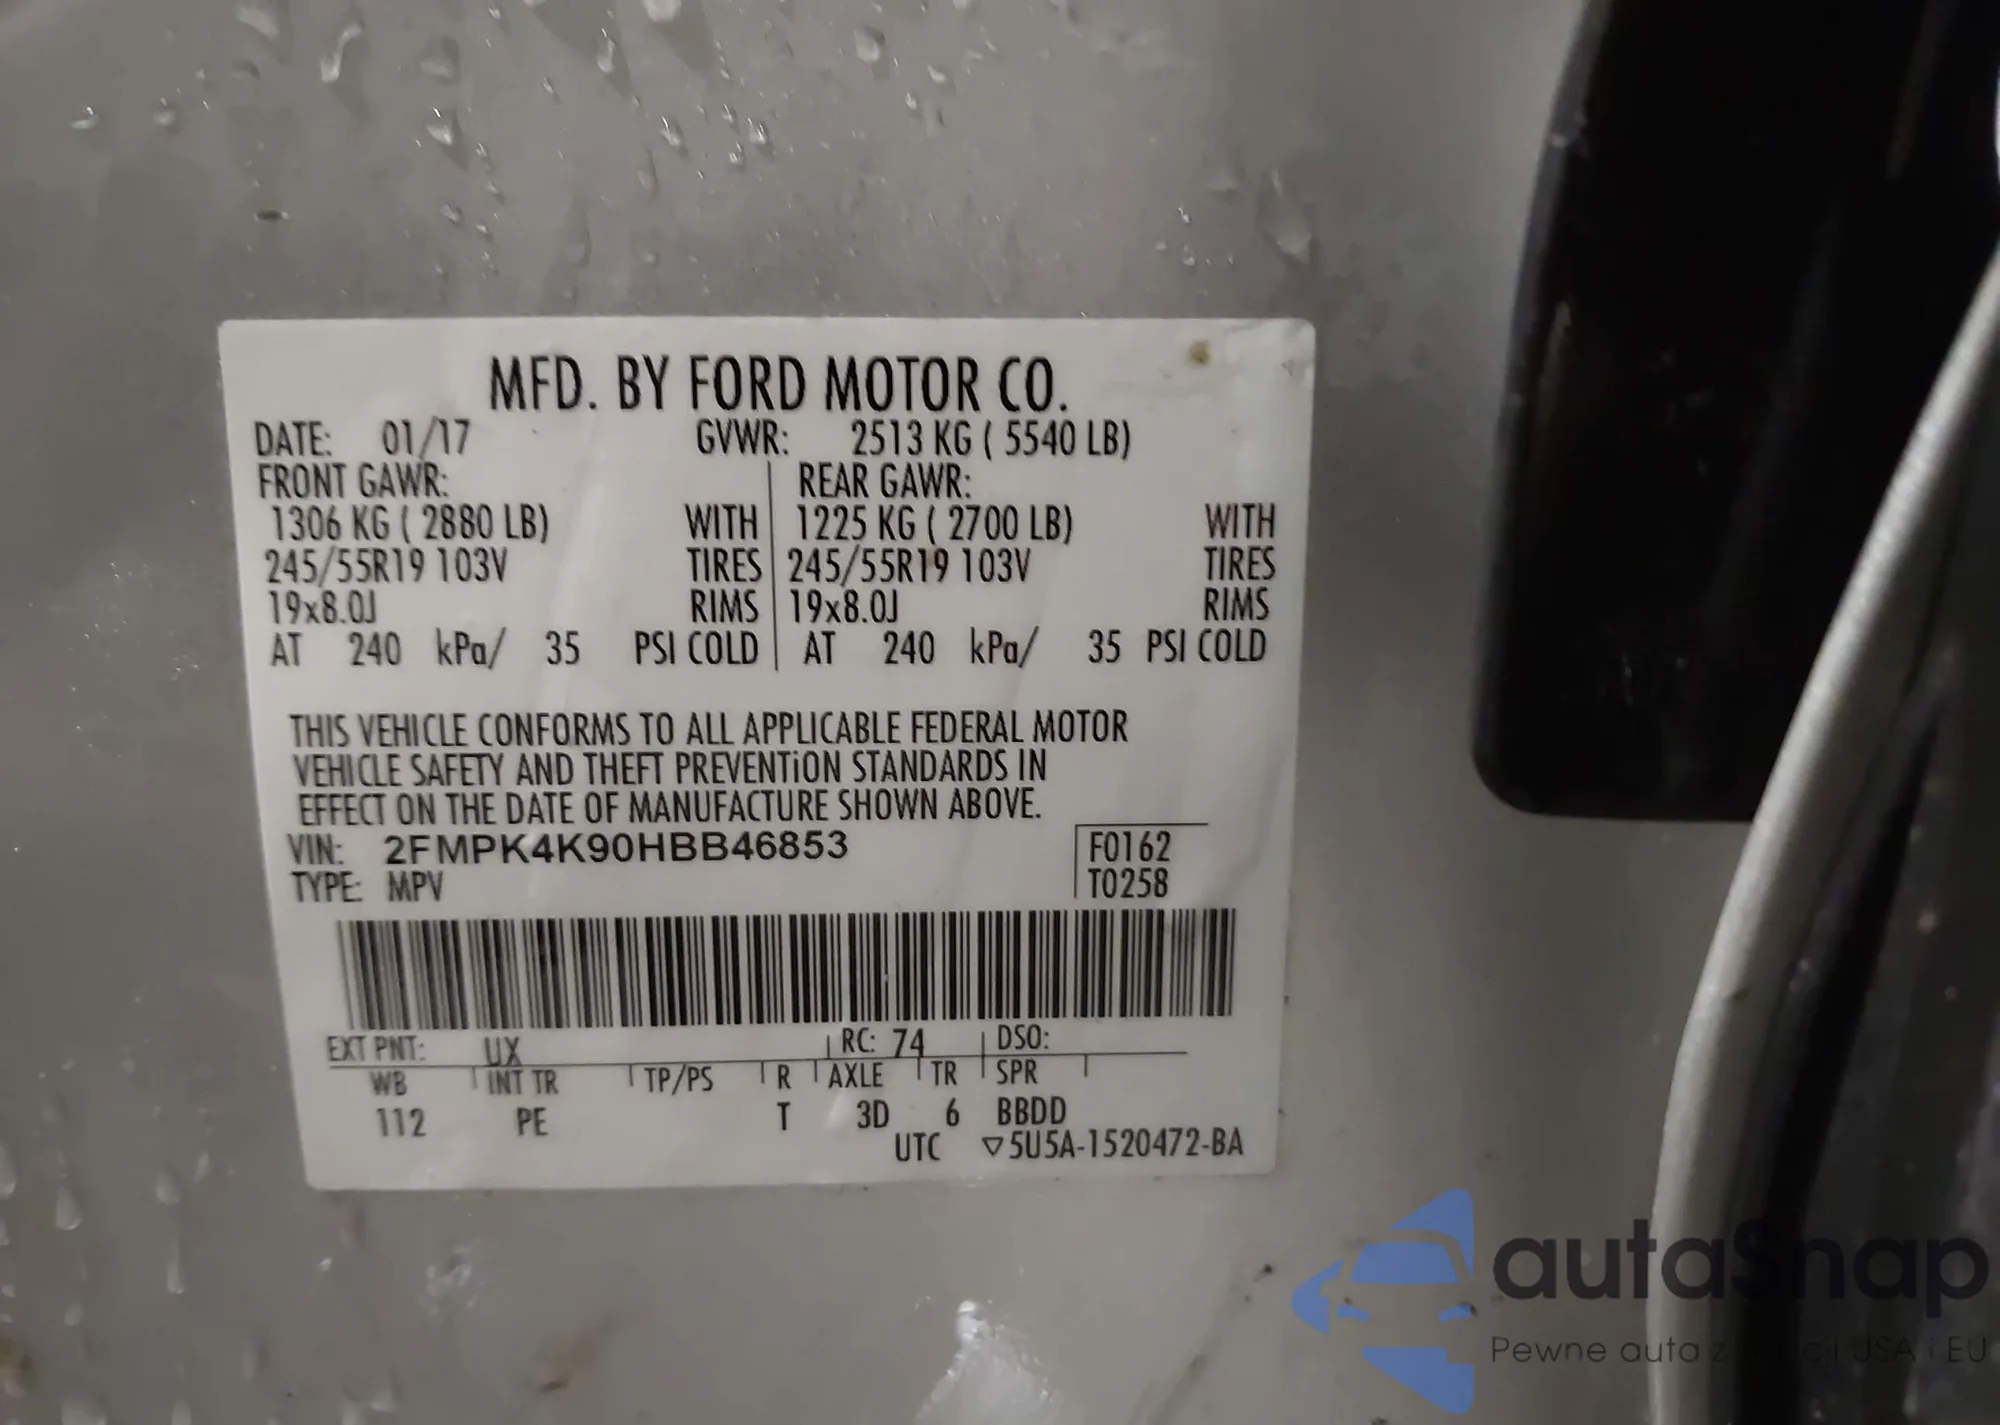 MFD. BY FORD MOTOR CO.
DATE: 01/17 GVWR: 2513 KG ( 5540 LB)
FRONT GAWR: REAR GAWR:
1306 KG ( 2880 LB) WITH 1225 KG ( 2700 LB) WITH
245/55R19 103V TIRES 245/55R19 103V TIRES
19x8.0J RIMS 19x8.0J RIMS
AT 240 kPa/ 35 PSI COLD AT 240 kPa/ 35 PSI COLD
THIS VEHICLE CONFORMS TO ALL APPLICABLE FEDERAL MOTOR
VEHICLE SAFETY AND THEFT PREVENTiON STANDARDS IN
EFFECT ON THE DATE OF MANUFACTURE SHOWN ABOVE.
VIN: 2FMPK4K90HBB46853 F0162
TYPE: MPV T0258
EXT PNT: UX RC: 74 DSO:
WB INT TR TP/PS R AXLE TR SPR
112 PE T 3D 6 BBDD
UTC ▽5U5A-1520472-BA
autaSnap
Pewne auta z USA i EU